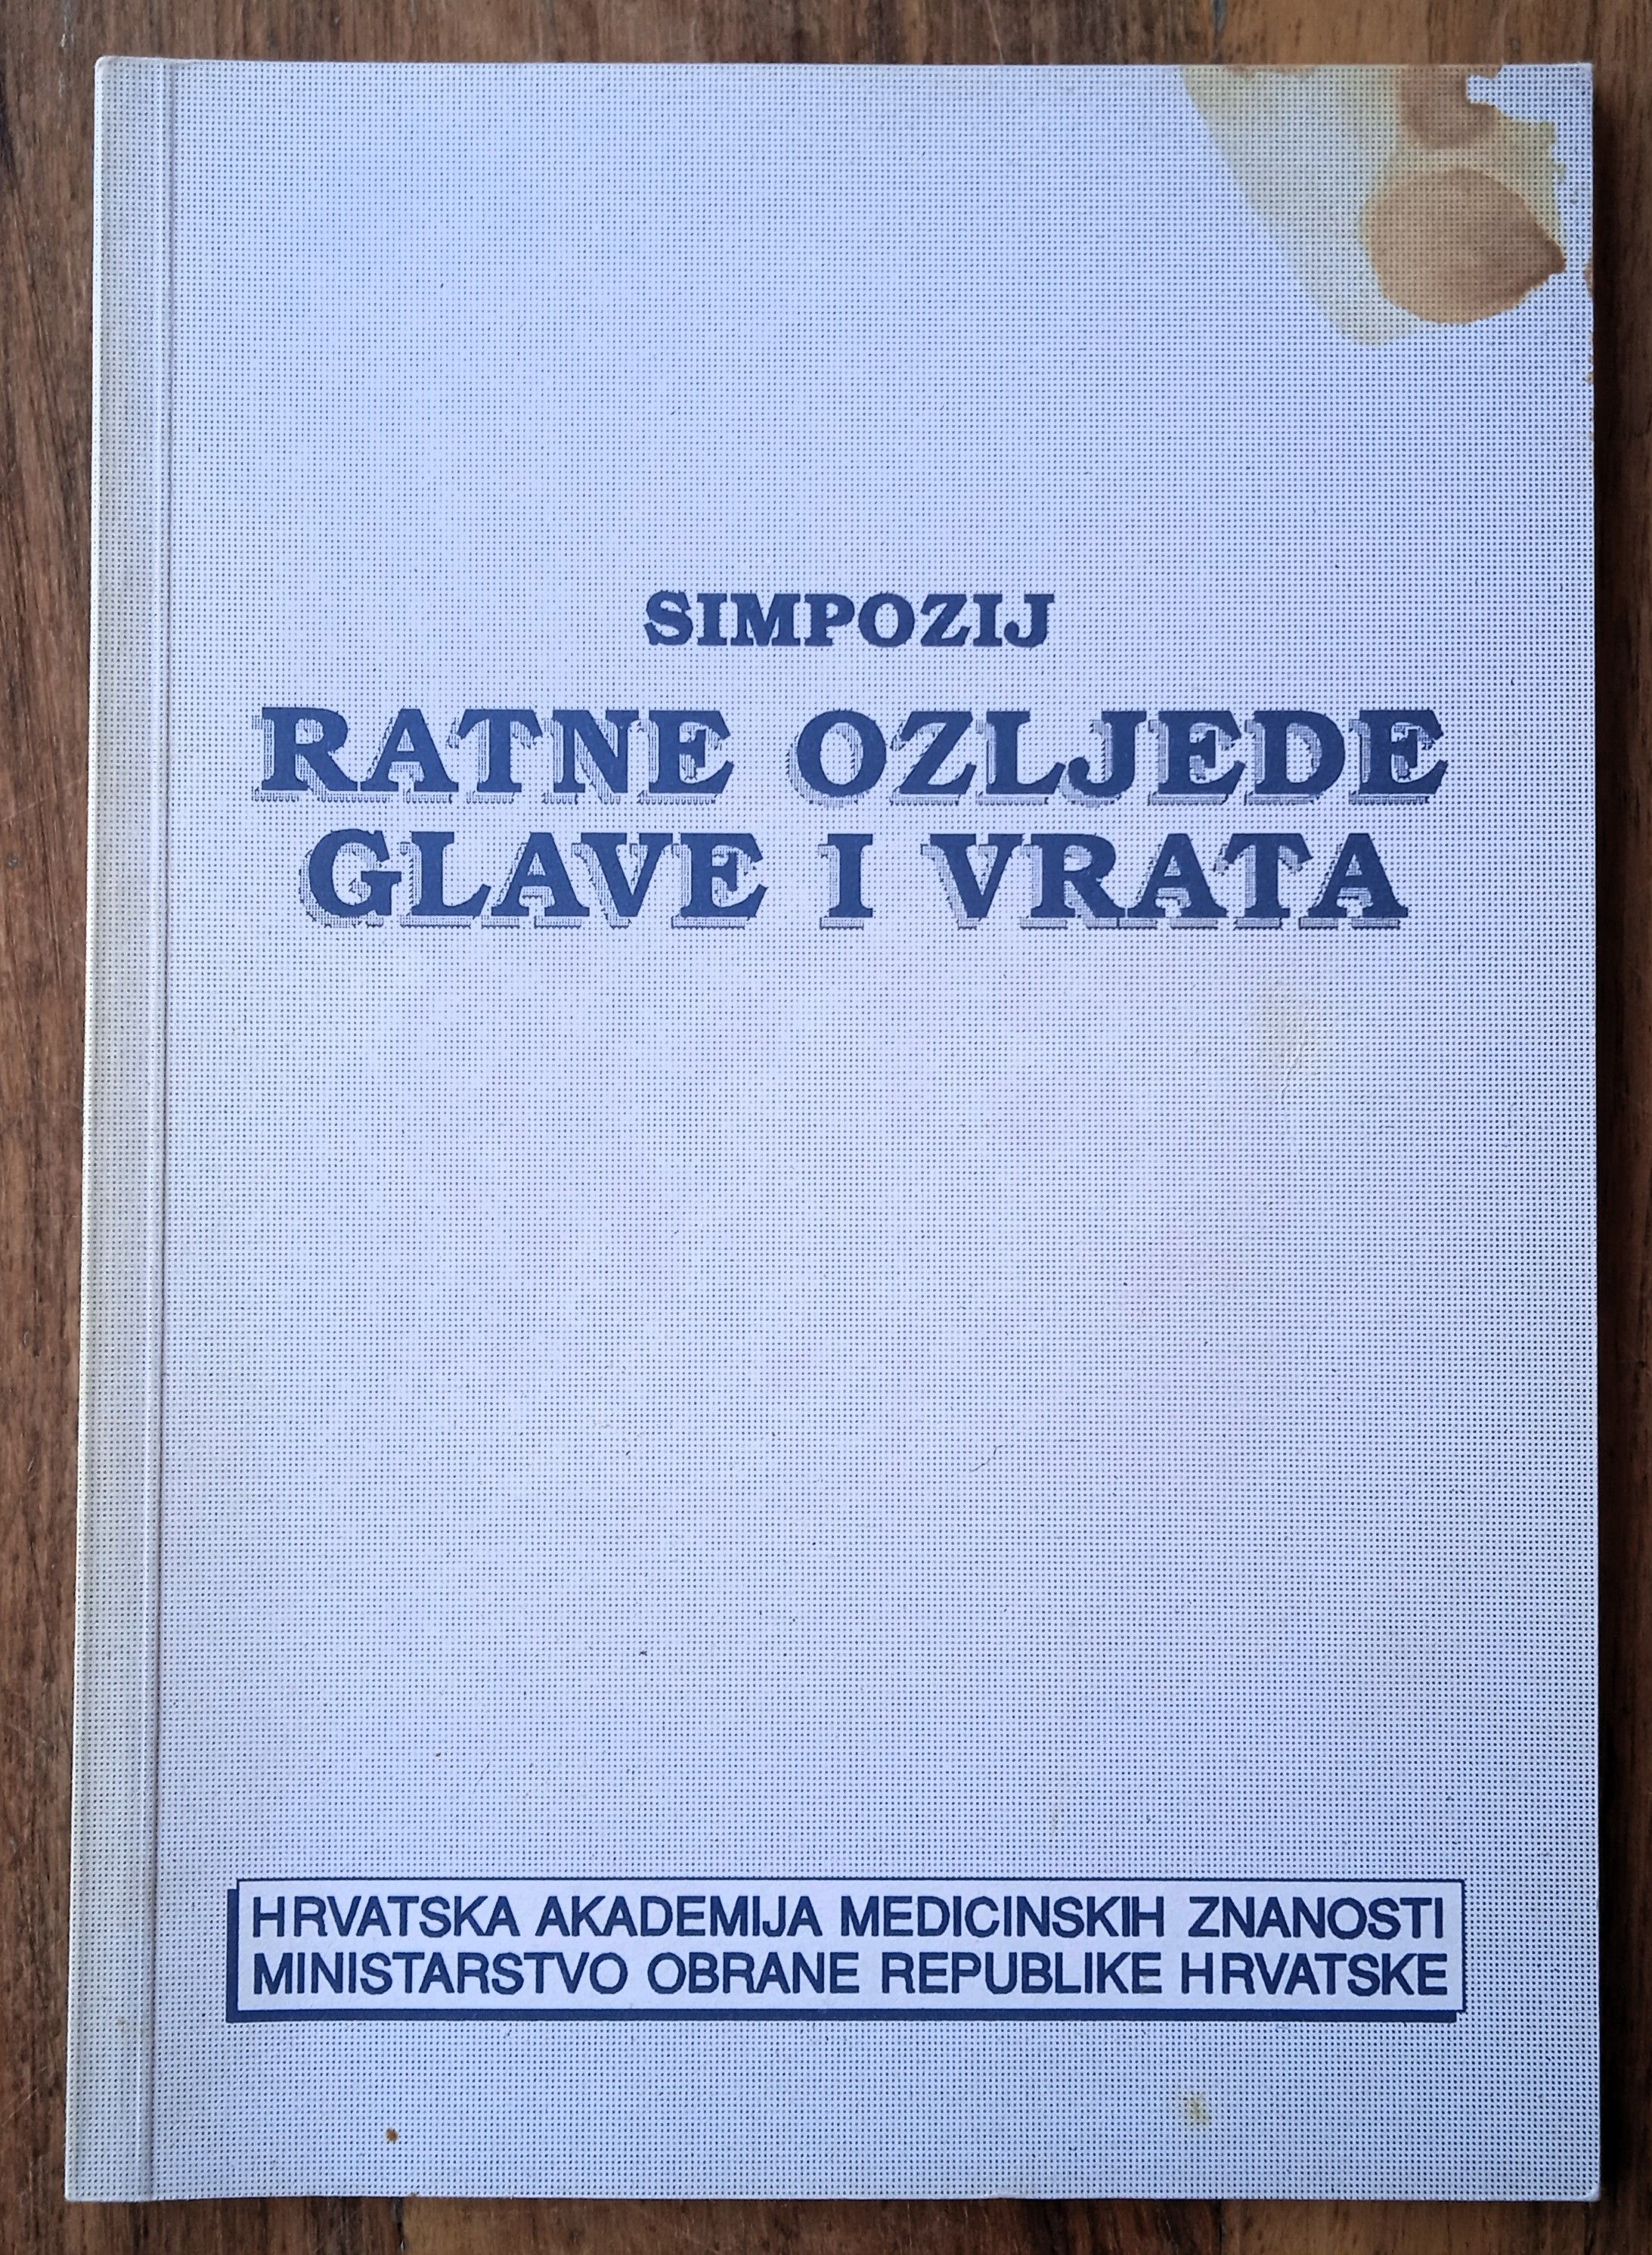 SIMPOZIJ
RATNE OZLJEDE
GLAVE I VRATA
HRVATSKA AKADEMIJA MEDICINSKIH ZNANOSTI
MINISTARSTVO OBRANE REPUBLIKE HRVATSKE